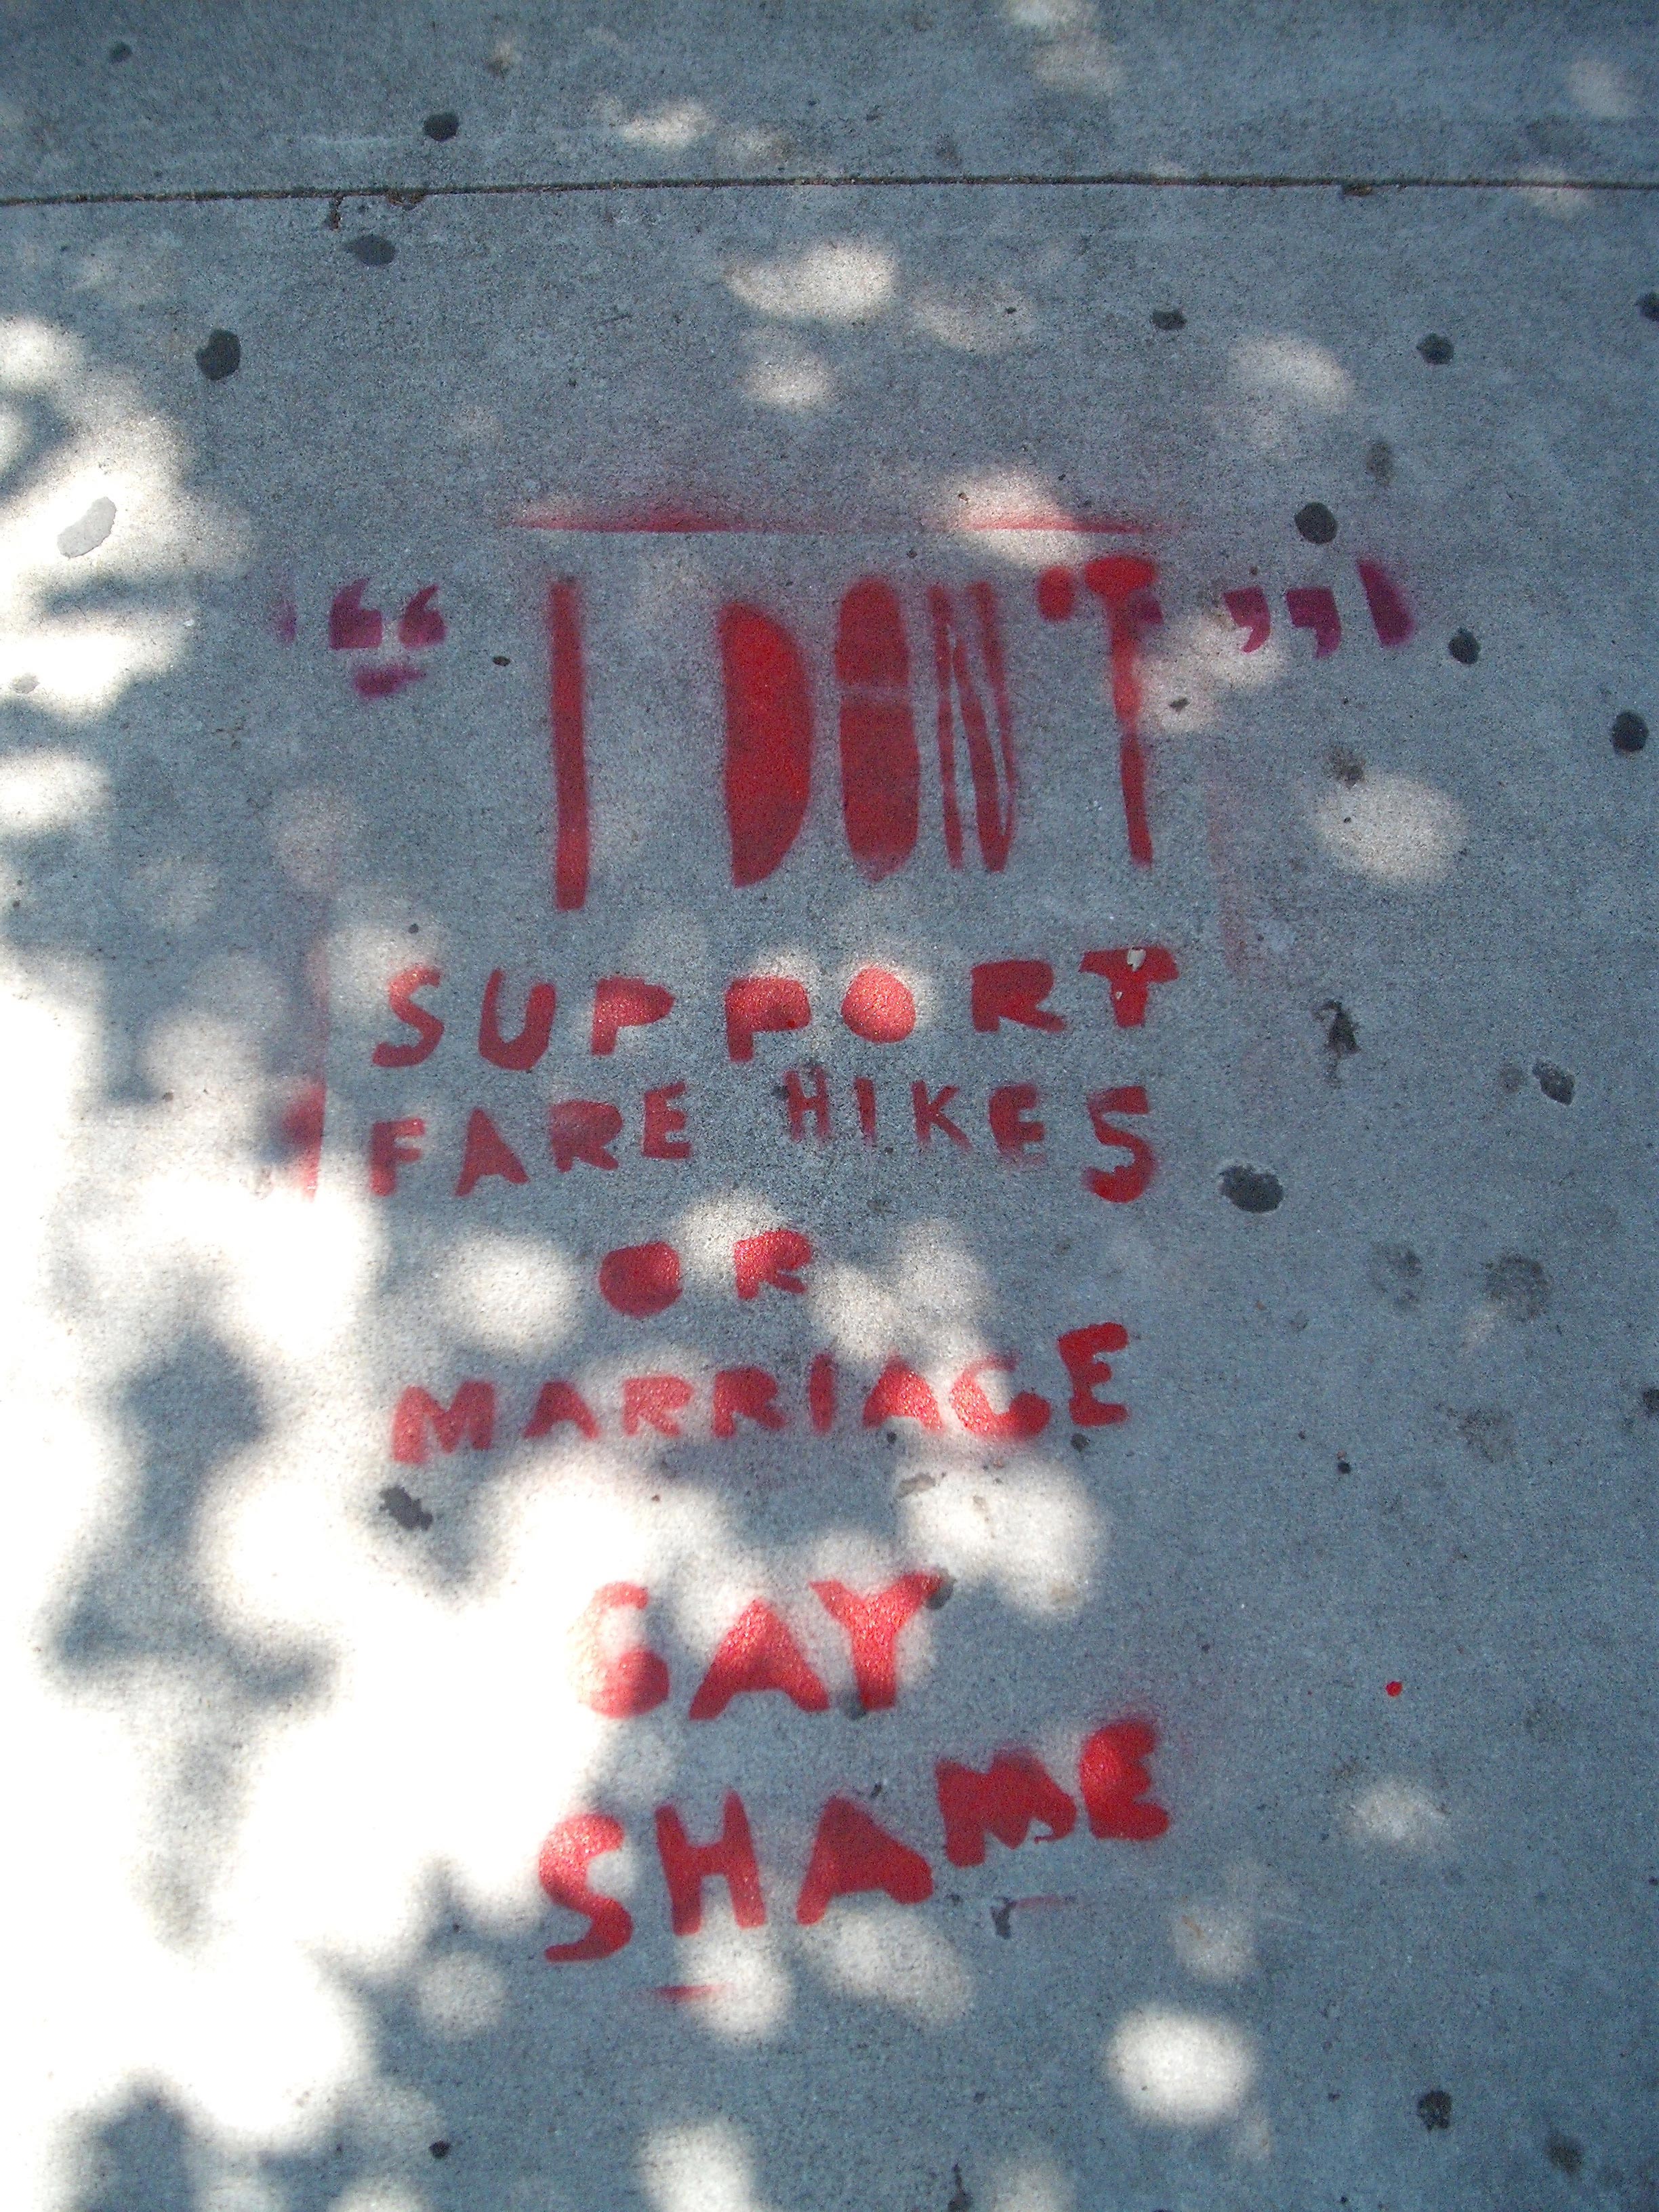 “I DON'T”
SUPPORT
FARE HIKES
OR
MARRIAGE
GAY
SHAME